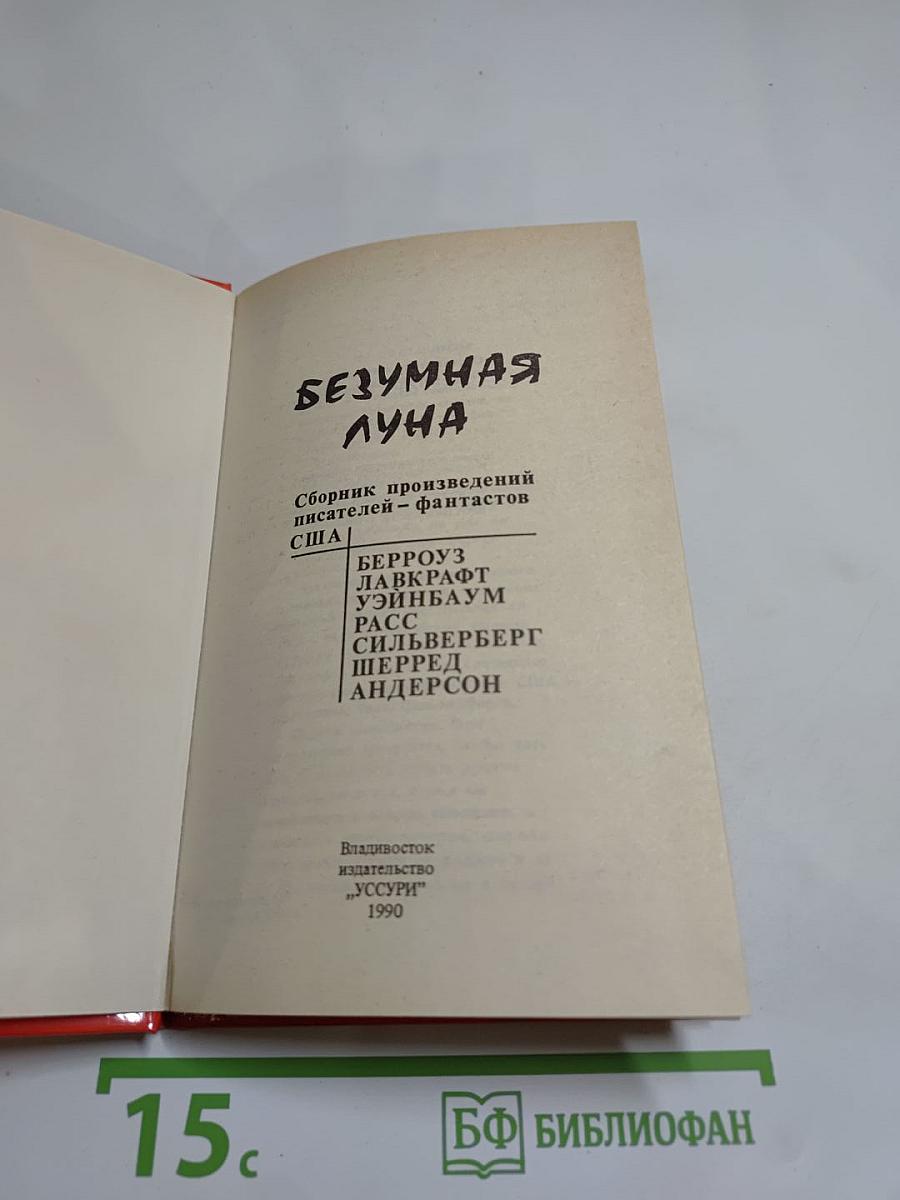 БЕЗУМНАЯ
ЛУНА
Сборник произведений
писателей – фантастов
США
БЕРРОУЗ
ЛАВКРАФТ
УЭЙНБАУМ
РАСС
СИЛЬВЕРБЕРГ
ШЕРРЕД
АНДЕРСОН
Владивосток
издательство
„УССУРИ”
1990
15 с
БФ БИБЛИОФАН